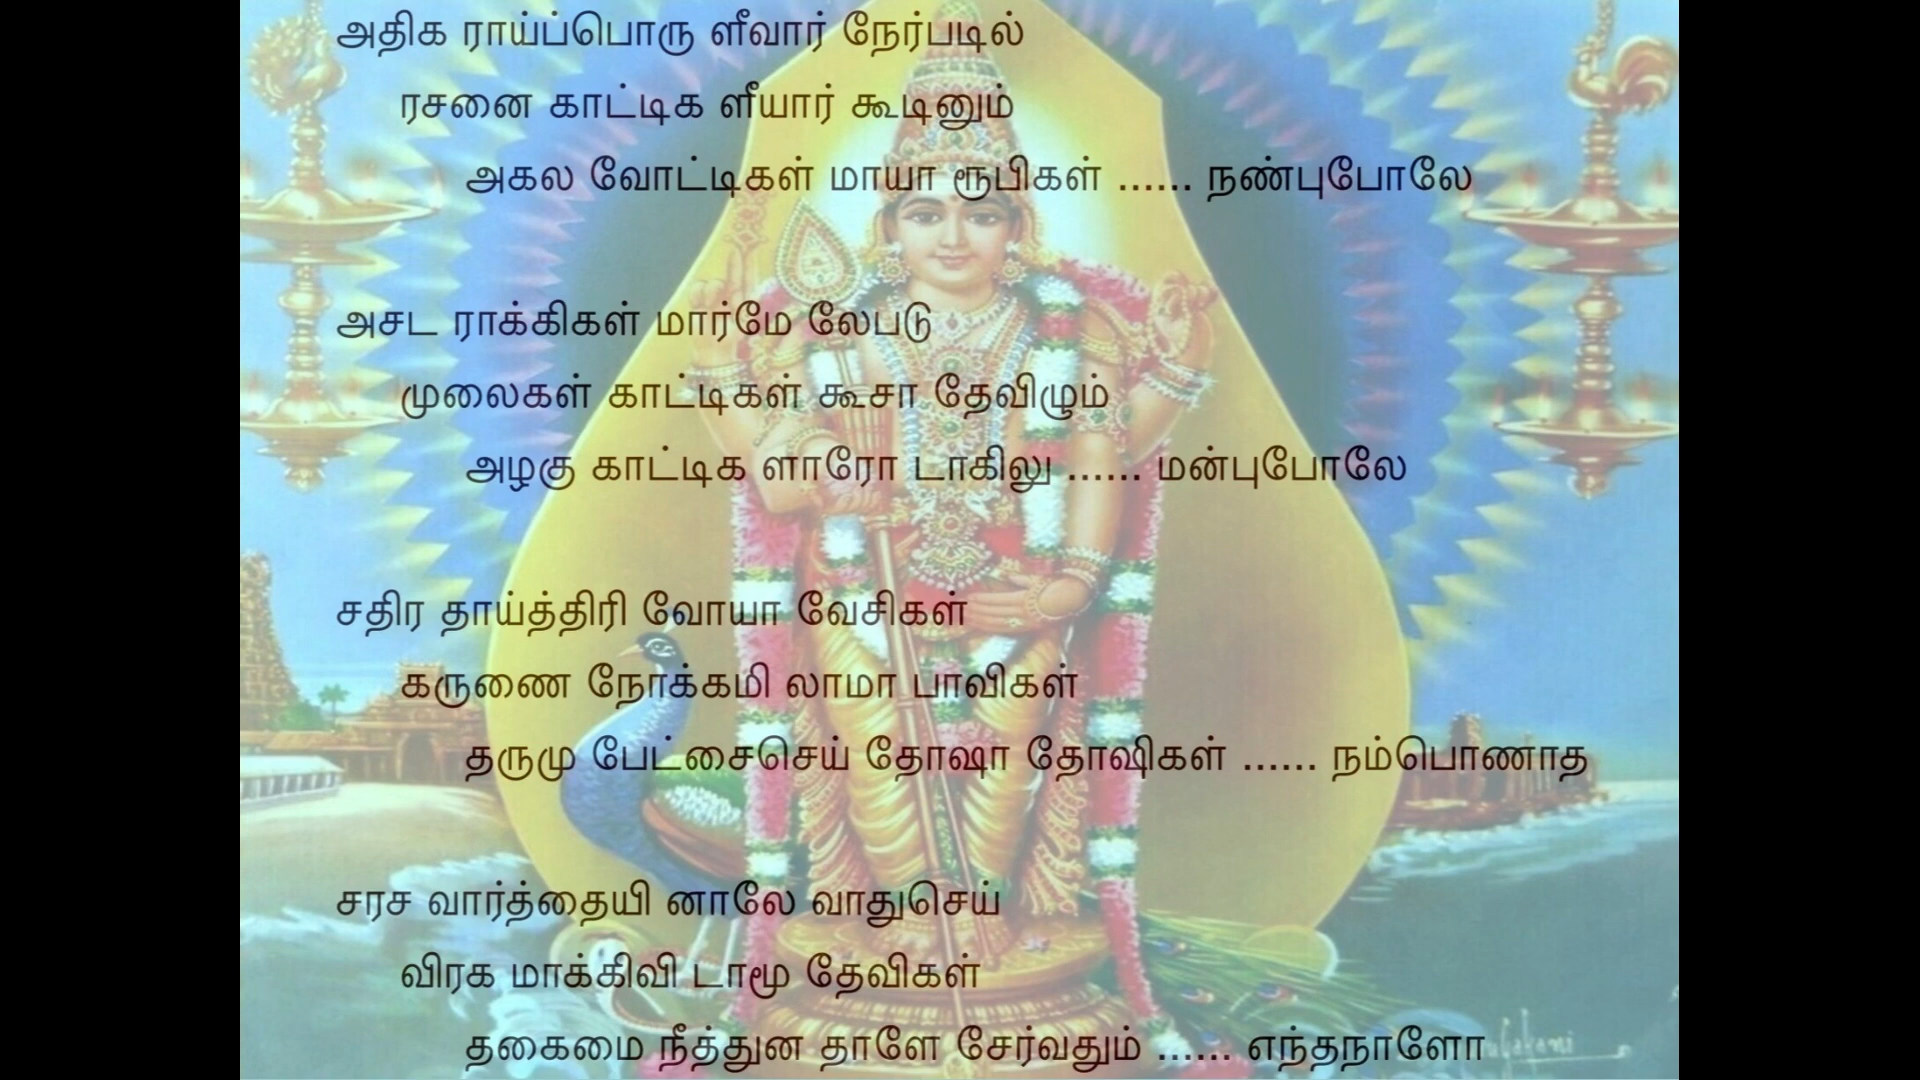 அதிக ராய்ப்பொரு ளீவார் நேர்படில்
ரசனை காட்டிக ளீயார் கூடினும்
அகல வோட்டிகள் மாயா ரூபிகள் ...... நண்புபோலே
அசட ராக்கிகள் மார்மே லேபடு
முலைகள் காட்டிகள் கூசா தேவிழும்
அழகு காட்டிக ளாரோ டாகிலு ...... மன்புபோலே
சதிர தாய்த்திரி வோயா வேசிகள்
கருணை நோக்கமி லாமா பாவிகள்
தருமு பேட்சைசெய் தோஷா தோஷிகள் ...... நம்பொணாத
சரச வார்த்தையி னாலே வாதுசெய்
விரக மாக்கிவி டாமூ தேவிகள்
தகைமை நீத்துன தாளே சேர்வதும் ...... எந்தநாளோ